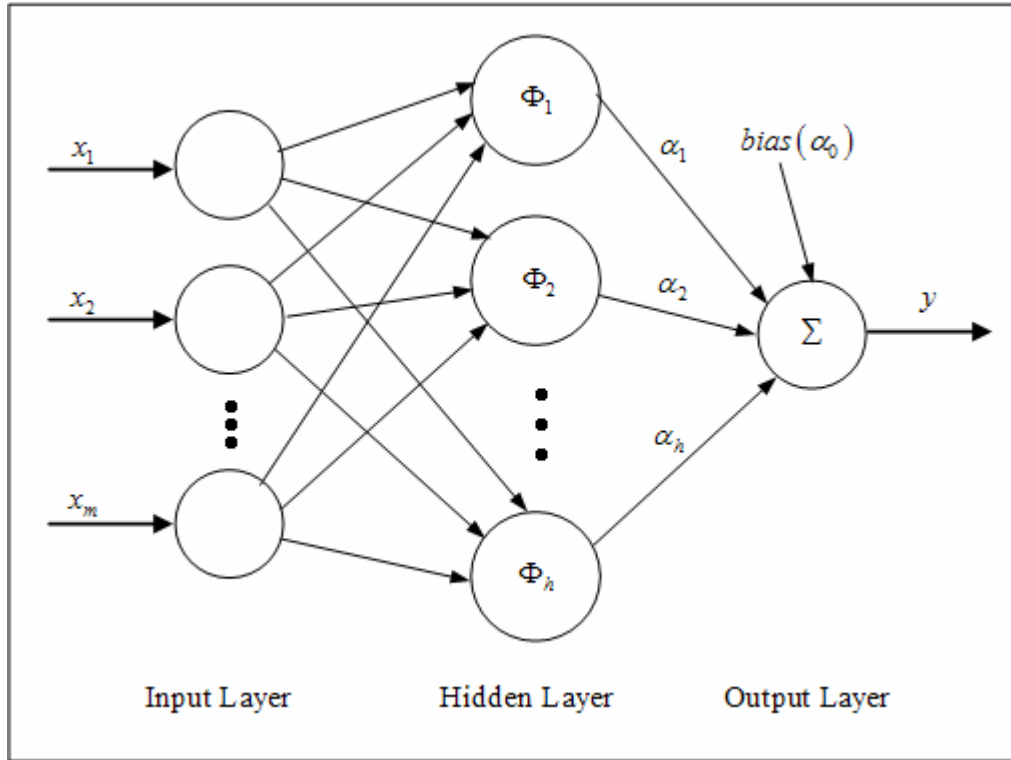 x₁
x₂
xₘ
Φ₁
Φ₂
Φₕ
α₁
α₂
αₕ
bias(α₀)
Σ
y
Input Layer
Hidden Layer
Output Layer